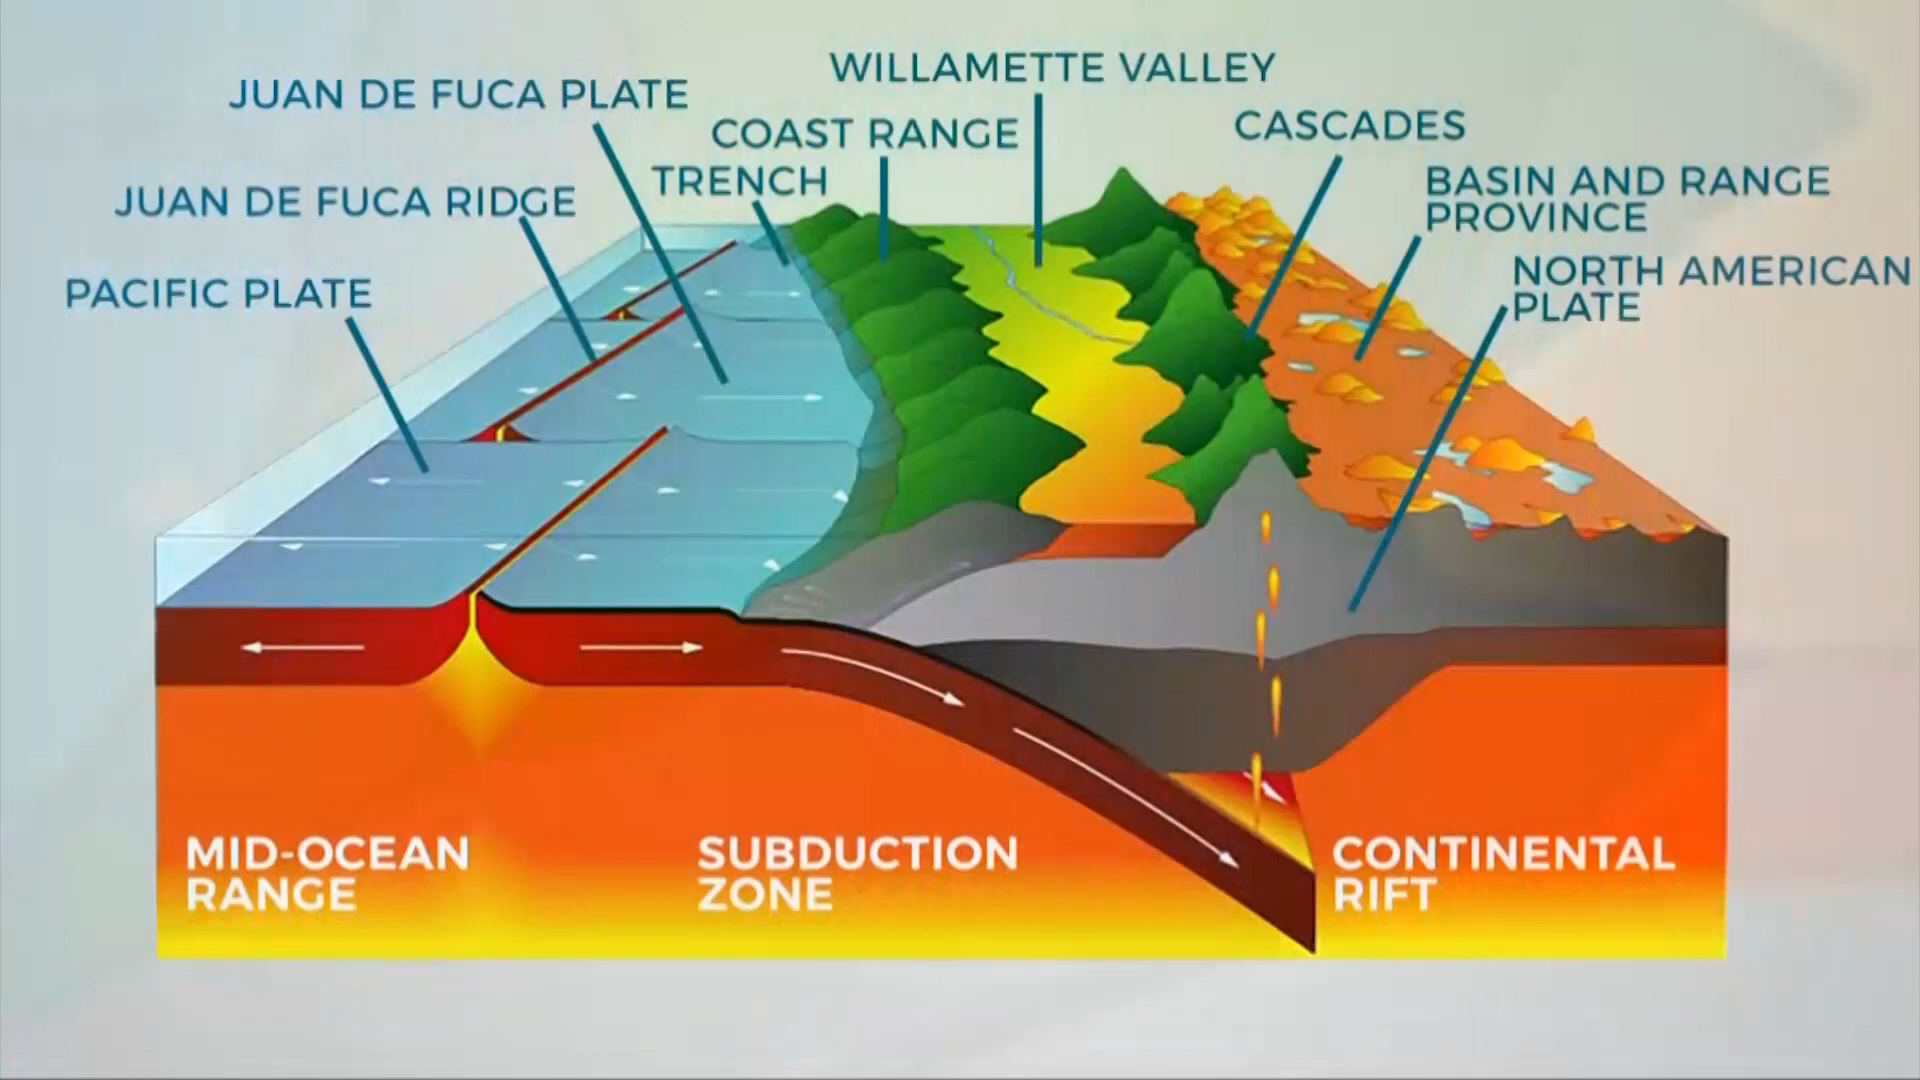 WILLAMETTE VALLEY
JUAN DE FUCA PLATE
COAST RANGE
CASCADES
TRENCH
BASIN AND RANGE
PROVINCE
JUAN DE FUCA RIDGE
NORTH AMERICAN
PLATE
PACIFIC PLATE
MID-OCEAN
RANGE
SUBDUCTION
ZONE
CONTINENTAL
RIFT